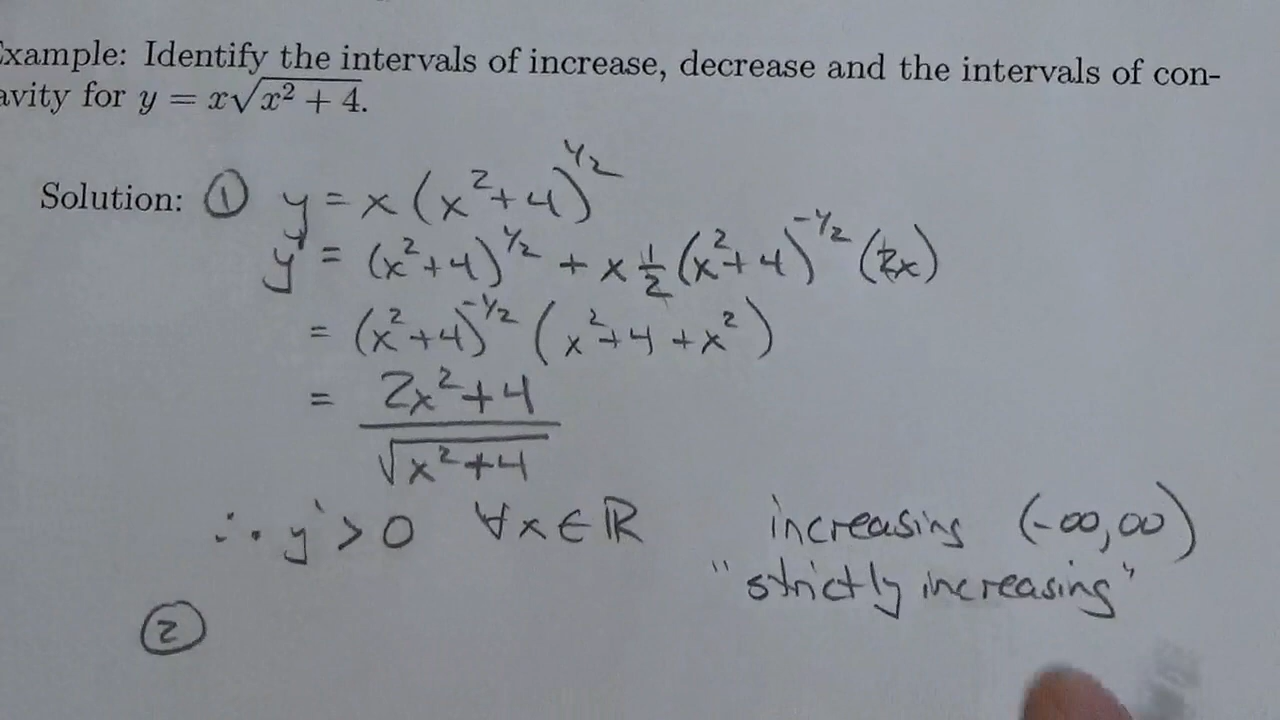 xample: Identify the intervals of increase, decrease and the intervals of con-
avity for y = x√(x² + 4).
Solution: ① y = x (x² + 4)^½
y' = (x² + 4)^½ + x ½ (x² + 4)^-½ (2x)
= (x² + 4)^-½ (x² + 4 + x²)
= 2x² + 4
√(x² + 4)
∴ y' > 0 ∀x ∈ ℝ increasing (-∞, ∞)
"strictly increasing"
②